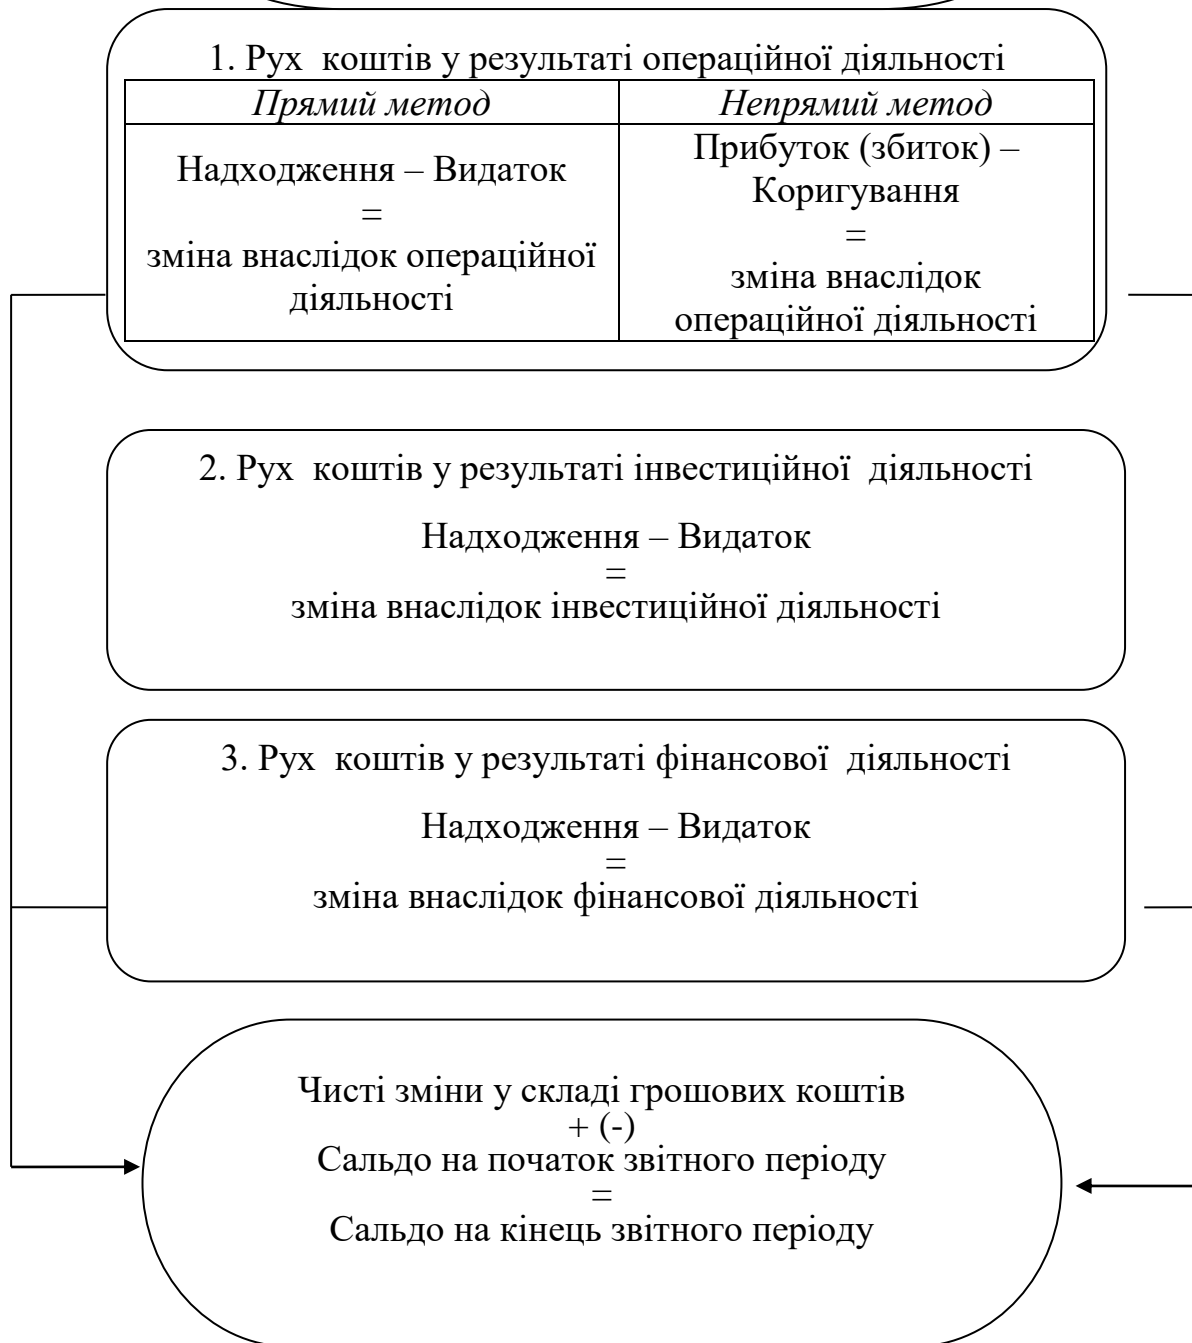 1. Рух коштів у результаті операційної діяльності
Прямий метод
Непрямий метод
Надходження – Видаток
=
зміна внаслідок операційної
діяльності
Прибуток (збиток) –
Коригування
=
зміна внаслідок
операційної діяльності
2. Рух коштів у результаті інвестиційної діяльності
Надходження – Видаток
=
зміна внаслідок інвестиційної діяльності
3. Рух коштів у результаті фінансової діяльності
Надходження – Видаток
=
зміна внаслідок фінансової діяльності
Чисті зміни у складі грошових коштів
+ (-)
Сальдо на початок звітного періоду
=
Сальдо на кінець звітного періоду